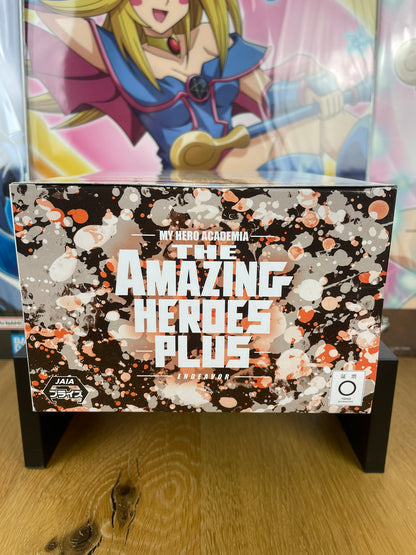 MY HERO ACADEMIA
THE
AMAZING
HEROES
PLUS
ENDEAVOR
JAIA
プライズ